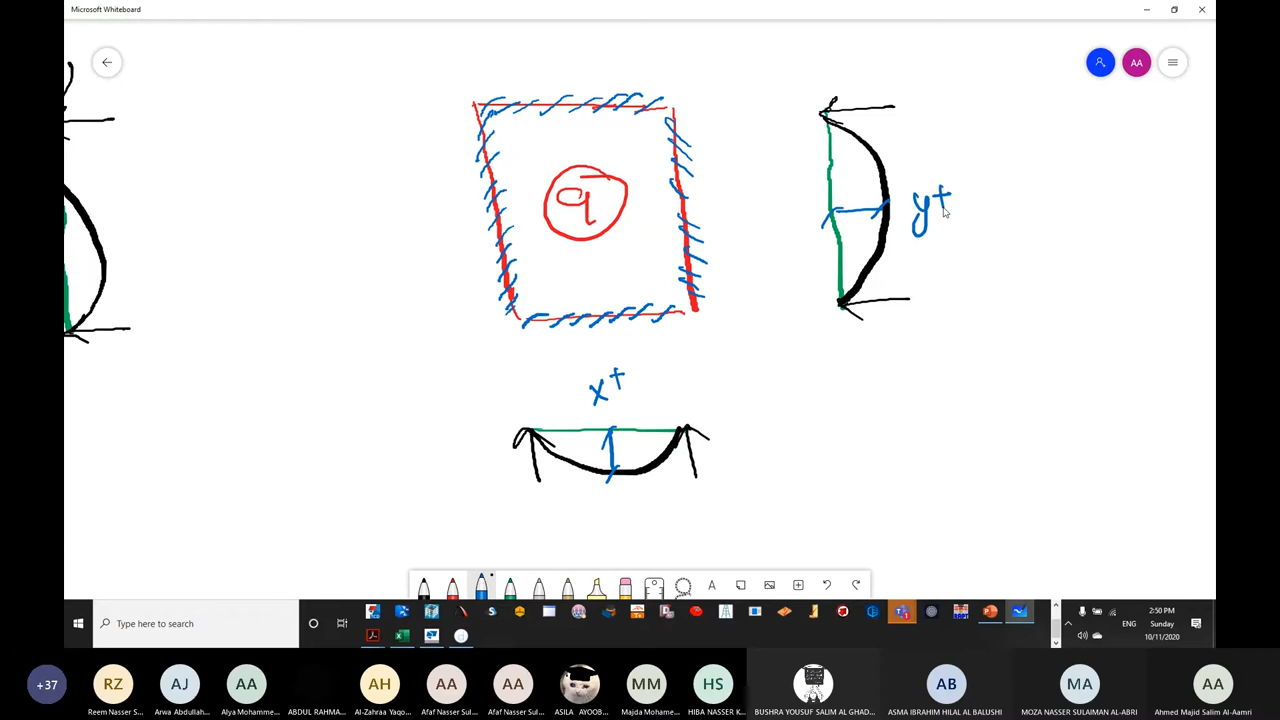 Microsoft Whiteboard
AA
q
y+
x+
A
Type here to search
ENG
2:50 PM
Sunday
10/11/2020
+37
RZ
AJ
AA
AH
AA
AA
MM
HS
AB
MA
AA
Reem Nasser S...
Arwa Abdullah...
Alya Mohamme...
ABDUL RAHMA...
Al-Zahraa Yaqo...
Afaf Nasser Sul...
Afaf Nasser Sul...
ASILA AYOOB...
Majda Mohame...
HIBA NASSER K...
BUSHRA YOUSUF SALIM AL GHAD...
ASMA IBRAHIM HILAL AL BALUSHI
MOZA NASSER SULAIMAN AL-ABRI
Ahmed Majid Salim Al-Aamri